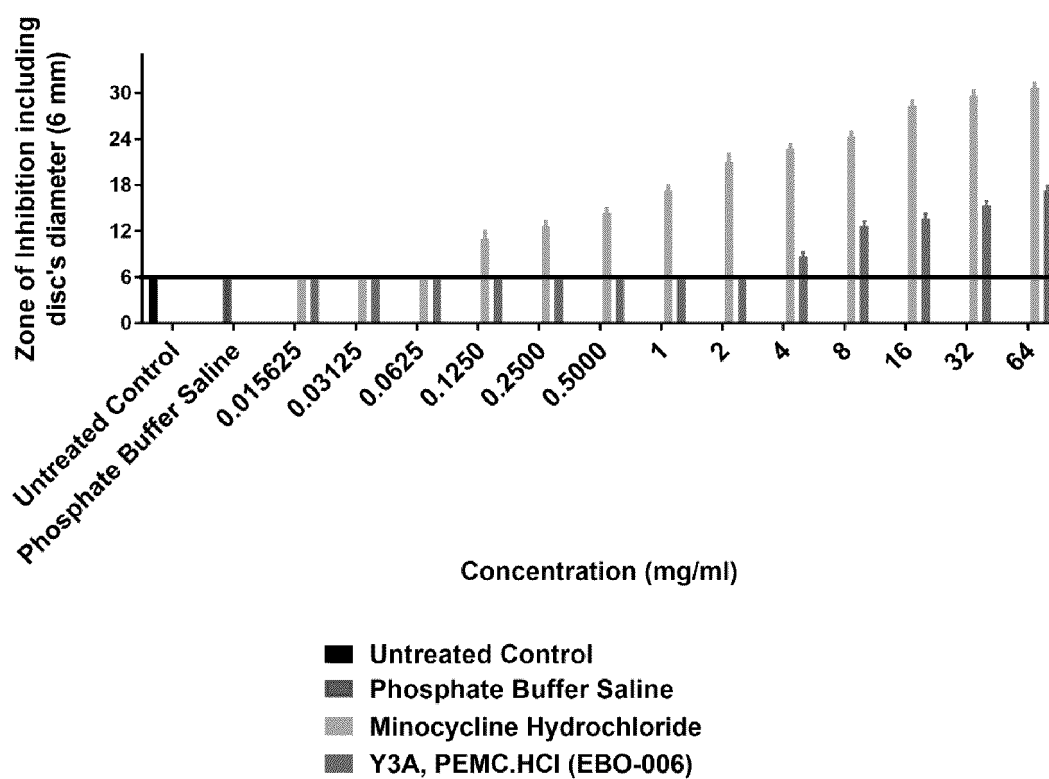 Zone of Inhibition including
disc's diameter (6 mm)
30
24
18
12
6
0
Untreated Control
Phosphate Buffer Saline
0.015625
0.03125
0.0625
0.1250
0.2500
0.5000
1
2
4
8
16
32
64
Concentration (mg/ml)
Untreated Control
Phosphate Buffer Saline
Minocycline Hydrochloride
Y3A, PEMC.HCl (EBO-006)